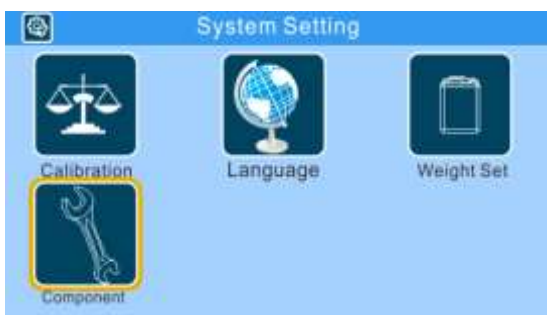 System Setting
Calibration
Language
Weight Set
Component